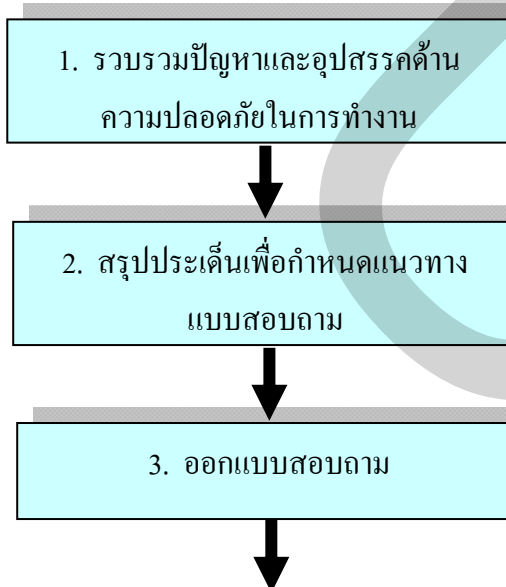 1. รวบรวมปัญหาและอุปสรรคด้าน
ความปลอดภัยในการทำงาน
2. สรุปประเด็นเพื่อกำหนดแนวทาง
แบบสอบถาม
3. ออกแบบสอบถาม